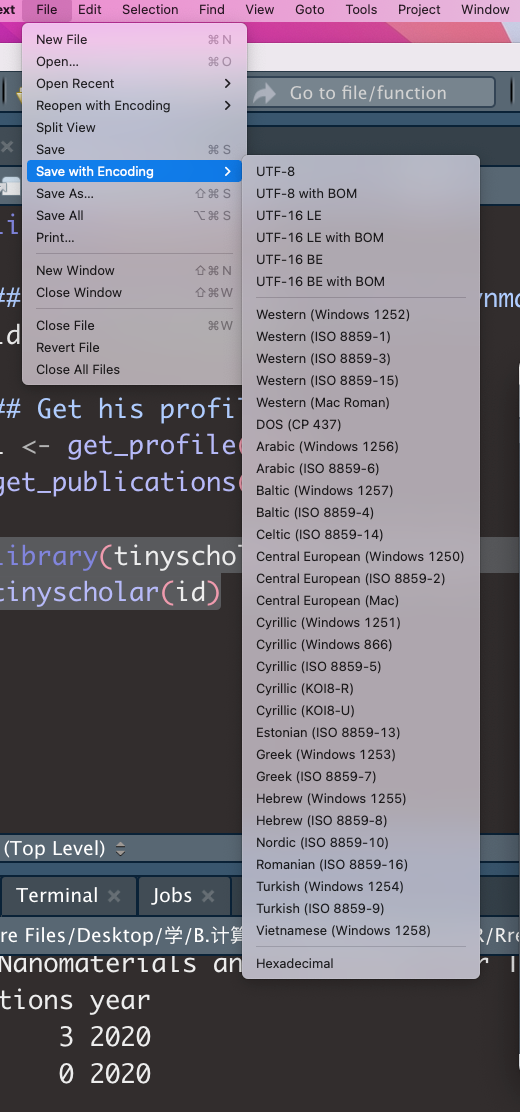 ext File Edit Selection Find View Goto Tools Project Window
New File ⌘N
Open... ⌘O
Open Recent
Reopen with Encoding
Split View
Save ⌘S
Save with Encoding
Save As... ⇧⌘S
Save All ⌥⌘S
Print...
New Window ⇧⌘N
Close Window ⇧⌘W
Close File ⌘W
Revert File
Close All Files
UTF-8
UTF-8 with BOM
UTF-16 LE
UTF-16 LE with BOM
UTF-16 BE
UTF-16 BE with BOM
Western (Windows 1252)
Western (ISO 8859-1)
Western (ISO 8859-3)
Western (ISO 8859-15)
Western (Mac Roman)
DOS (CP 437)
Arabic (Windows 1256)
Arabic (ISO 8859-6)
Baltic (Windows 1257)
Baltic (ISO 8859-4)
Celtic (ISO 8859-14)
Central European (Windows 1250)
Central European (ISO 8859-2)
Central European (Mac)
Cyrillic (Windows 1251)
Cyrillic (Windows 866)
Cyrillic (ISO 8859-5)
Cyrillic (KOI8-R)
Cyrillic (KOI8-U)
Estonian (ISO 8859-13)
Greek (Windows 1253)
Greek (ISO 8859-7)
Hebrew (Windows 1255)
Hebrew (ISO 8859-8)
Nordic (ISO 8859-10)
Romanian (ISO 8859-16)
Turkish (Windows 1254)
Turkish (ISO 8859-9)
Vietnamese (Windows 1258)
Hexadecimal
Go to file/function
## Get his profi
<- get_profile(
get_publications(
library(tinyschol
tinyscholar(id)
(Top Level)
Terminal Jobs
re Files/Desktop/学/B.计算 R/Rre
Nanomaterials an
tions year
3 2020
0 2020